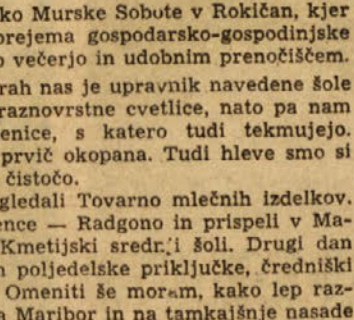 ko Murske Sobote v Rokičan, kjer
prejema gospodarsko-gospodinjske
o večerjo in udobnim prenočiščem.
rah nas je upravnik navedene šole
raznovrstne cvetlice, nato pa nam
enice, s katero tudi tekmujejo.
prvič okopana. Tudi hleve smo si
čistočo.
gledali Tovarno mlečnih izdelkov.
ence — Radgono in prispeli v Ma-
Kmetijski srednji šoli. Drugi dan
n poljedelske priključke, čredniški
Omeniti še moram, kako lep raz-
a Maribor in na tamkajšnje nasade